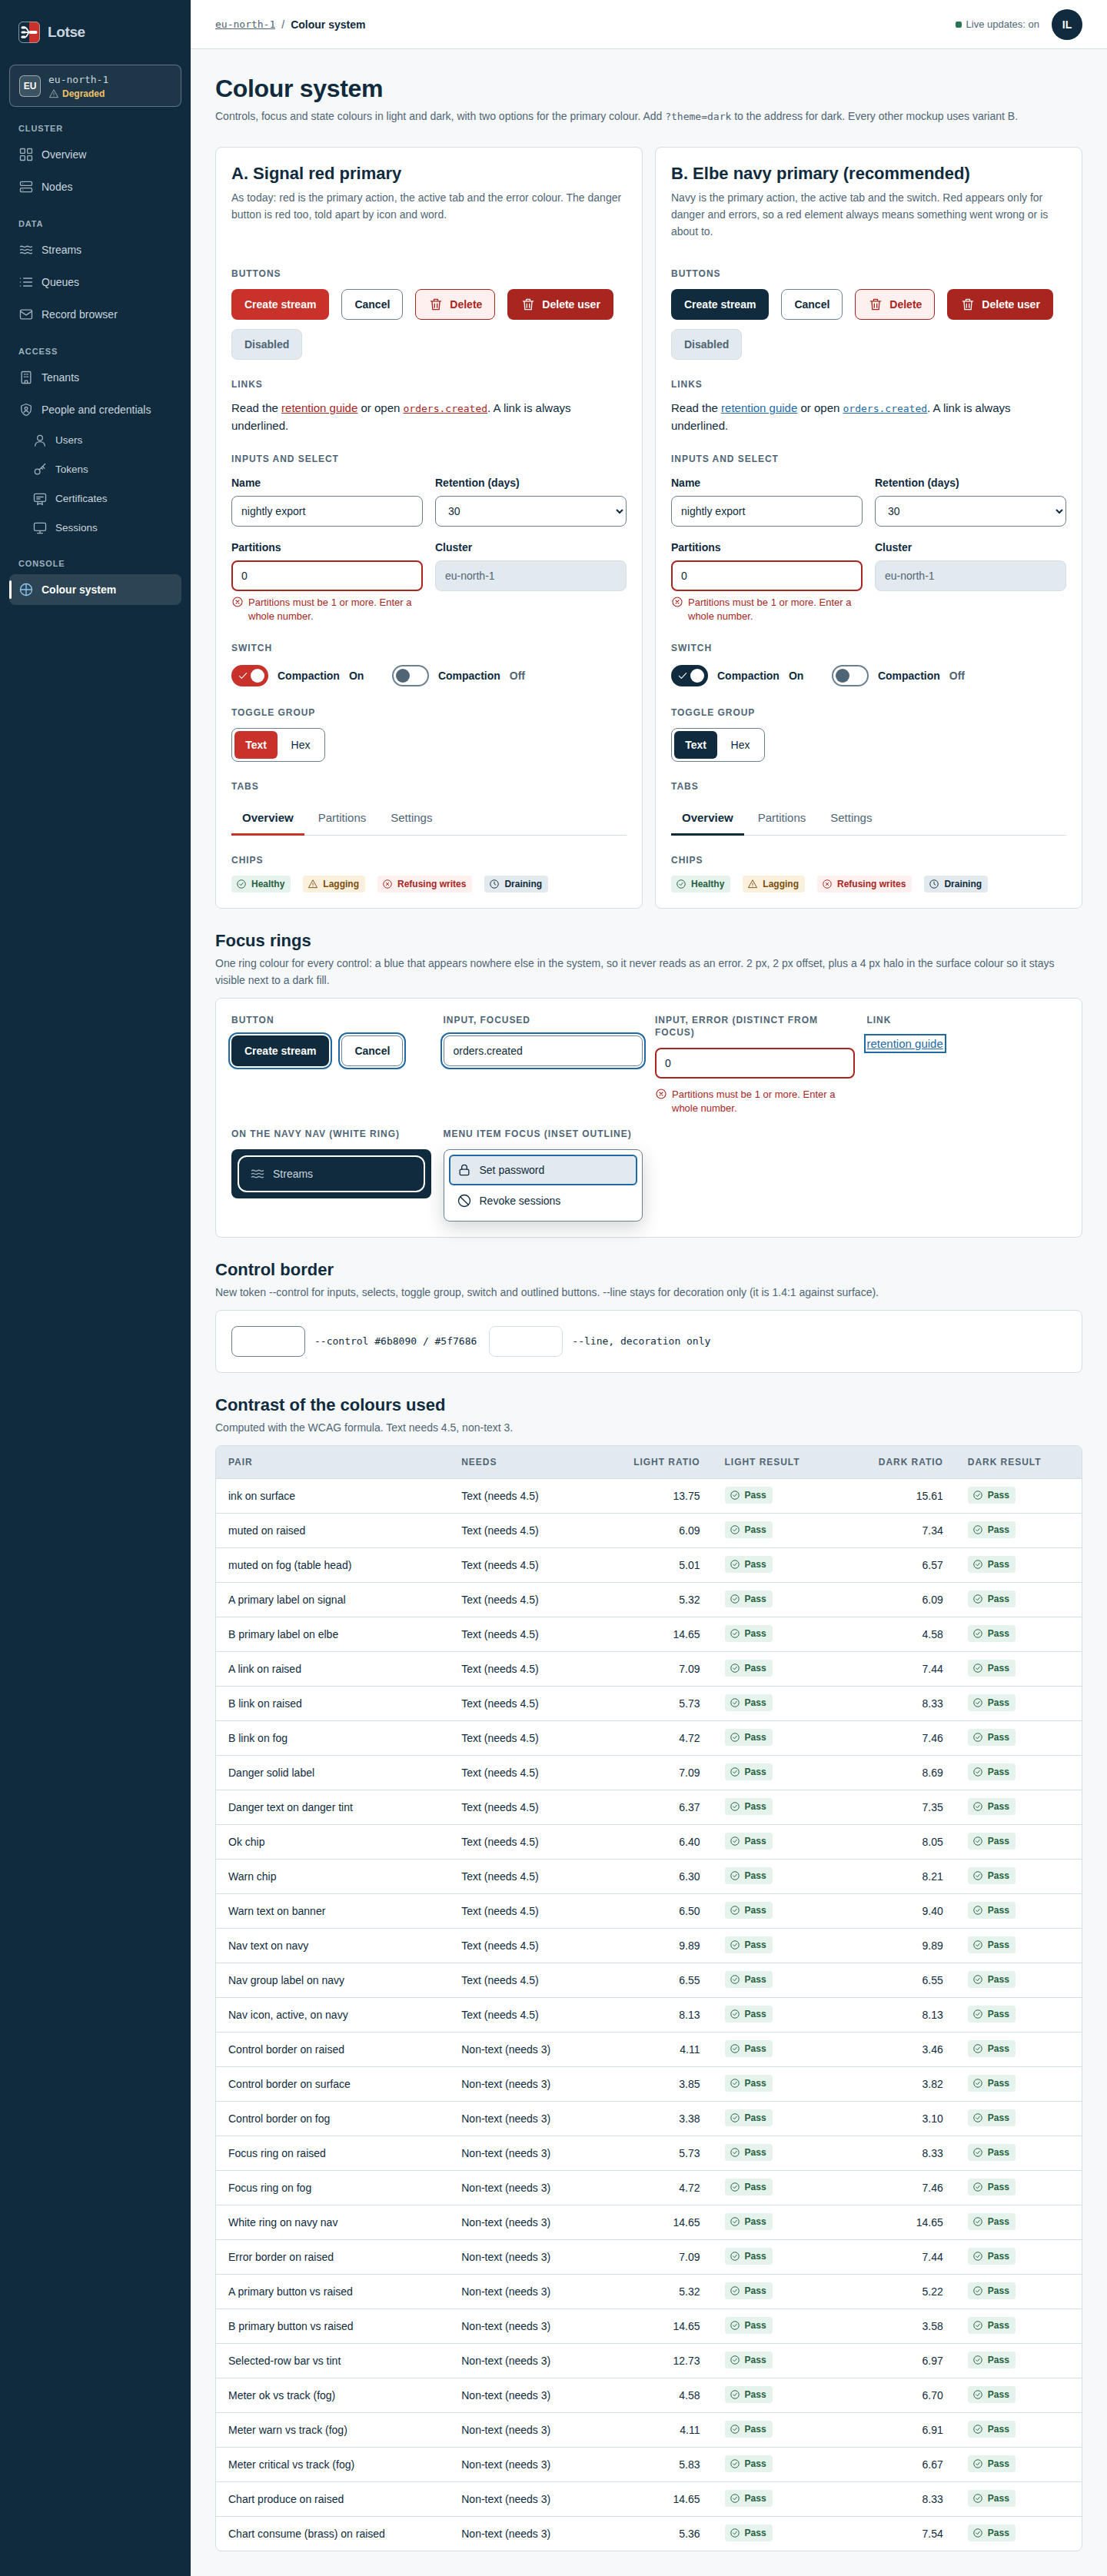 Lotse
EU
eu-north-1
Degraded
CLUSTER
Overview
Nodes
DATA
Streams
Queues
Record browser
ACCESS
Tenants
People and credentials
Users
Tokens
Certificates
Sessions
CONSOLE
Colour system
eu-north-1 / Colour system
Live updates: on
IL
Colour system
Controls, focus and state colours in light and dark, with two options for the primary colour. Add ?theme=dark to the address for dark. Every other mockup uses variant B.
A. Signal red primary
As today: red is the primary action, the active tab and the error colour. The danger
button is red too, told apart by icon and word.
BUTTONS
Create stream Cancel Delete Delete user
Disabled
LINKS
Read the retention guide or open orders.created. A link is always
underlined.
INPUTS AND SELECT
Name Retention (days)
nightly export 30
Partitions Cluster
0 eu-north-1
Partitions must be 1 or more. Enter a
whole number.
SWITCH
Compaction On Compaction Off
TOGGLE GROUP
Text Hex
TABS
Overview Partitions Settings
CHIPS
Healthy Lagging Refusing writes Draining
B. Elbe navy primary (recommended)
Navy is the primary action, the active tab and the switch. Red appears only for
danger and errors, so a red element always means something went wrong or is
about to.
BUTTONS
Create stream Cancel Delete Delete user
Disabled
LINKS
Read the retention guide or open orders.created. A link is always
underlined.
INPUTS AND SELECT
Name Retention (days)
nightly export 30
Partitions Cluster
0 eu-north-1
Partitions must be 1 or more. Enter a
whole number.
SWITCH
Compaction On Compaction Off
TOGGLE GROUP
Text Hex
TABS
Overview Partitions Settings
CHIPS
Healthy Lagging Refusing writes Draining
Focus rings
One ring colour for every control: a blue that appears nowhere else in the system, so it never reads as an error. 2 px, 2 px offset, plus a 4 px halo in the surface colour so it stays
visible next to a dark fill.
BUTTON
Create stream Cancel
INPUT, FOCUSED
orders.created
INPUT, ERROR (DISTINCT FROM
FOCUS)
0
Partitions must be 1 or more. Enter a
whole number.
LINK
retention guide
ON THE NAVY NAV (WHITE RING)
Streams
MENU ITEM FOCUS (INSET OUTLINE)
Set password
Revoke sessions
Control border
New token --control for inputs, selects, toggle group, switch and outlined buttons. --line stays for decoration only (it is 1.4:1 against surface).
--control #6b8090 / #5f7686 --line, decoration only
Contrast of the colours used
Computed with the WCAG formula. Text needs 4.5, non-text 3.
PAIR NEEDS LIGHT RATIO LIGHT RESULT DARK RATIO DARK RESULT
ink on surface Text (needs 4.5) 13.75 Pass 15.61 Pass
muted on raised Text (needs 4.5) 6.09 Pass 7.34 Pass
muted on fog (table head) Text (needs 4.5) 5.01 Pass 6.57 Pass
A primary label on signal Text (needs 4.5) 5.32 Pass 6.09 Pass
B primary label on elbe Text (needs 4.5) 14.65 Pass 4.58 Pass
A link on raised Text (needs 4.5) 7.09 Pass 7.44 Pass
B link on raised Text (needs 4.5) 5.73 Pass 8.33 Pass
B link on fog Text (needs 4.5) 4.72 Pass 7.46 Pass
Danger solid label Text (needs 4.5) 7.09 Pass 8.69 Pass
Danger text on danger tint Text (needs 4.5) 6.37 Pass 7.35 Pass
Ok chip Text (needs 4.5) 6.40 Pass 8.05 Pass
Warn chip Text (needs 4.5) 6.30 Pass 8.21 Pass
Warn text on banner Text (needs 4.5) 6.50 Pass 9.40 Pass
Nav text on navy Text (needs 4.5) 9.89 Pass 9.89 Pass
Nav group label on navy Text (needs 4.5) 6.55 Pass 6.55 Pass
Nav icon, active, on navy Text (needs 4.5) 8.13 Pass 8.13 Pass
Control border on raised Non-text (needs 3) 4.11 Pass 3.46 Pass
Control border on surface Non-text (needs 3) 3.85 Pass 3.82 Pass
Control border on fog Non-text (needs 3) 3.38 Pass 3.10 Pass
Focus ring on raised Non-text (needs 3) 5.73 Pass 8.33 Pass
Focus ring on fog Non-text (needs 3) 4.72 Pass 7.46 Pass
White ring on navy nav Non-text (needs 3) 14.65 Pass 14.65 Pass
Error border on raised Non-text (needs 3) 7.09 Pass 7.44 Pass
A primary button vs raised Non-text (needs 3) 5.32 Pass 5.22 Pass
B primary button vs raised Non-text (needs 3) 14.65 Pass 3.58 Pass
Selected-row bar vs tint Non-text (needs 3) 12.73 Pass 6.97 Pass
Meter ok vs track (fog) Non-text (needs 3) 4.58 Pass 6.70 Pass
Meter warn vs track (fog) Non-text (needs 3) 4.11 Pass 6.91 Pass
Meter critical vs track (fog) Non-text (needs 3) 5.83 Pass 6.67 Pass
Chart produce on raised Non-text (needs 3) 14.65 Pass 8.33 Pass
Chart consume (brass) on raised Non-text (needs 3) 5.36 Pass 7.54 Pass